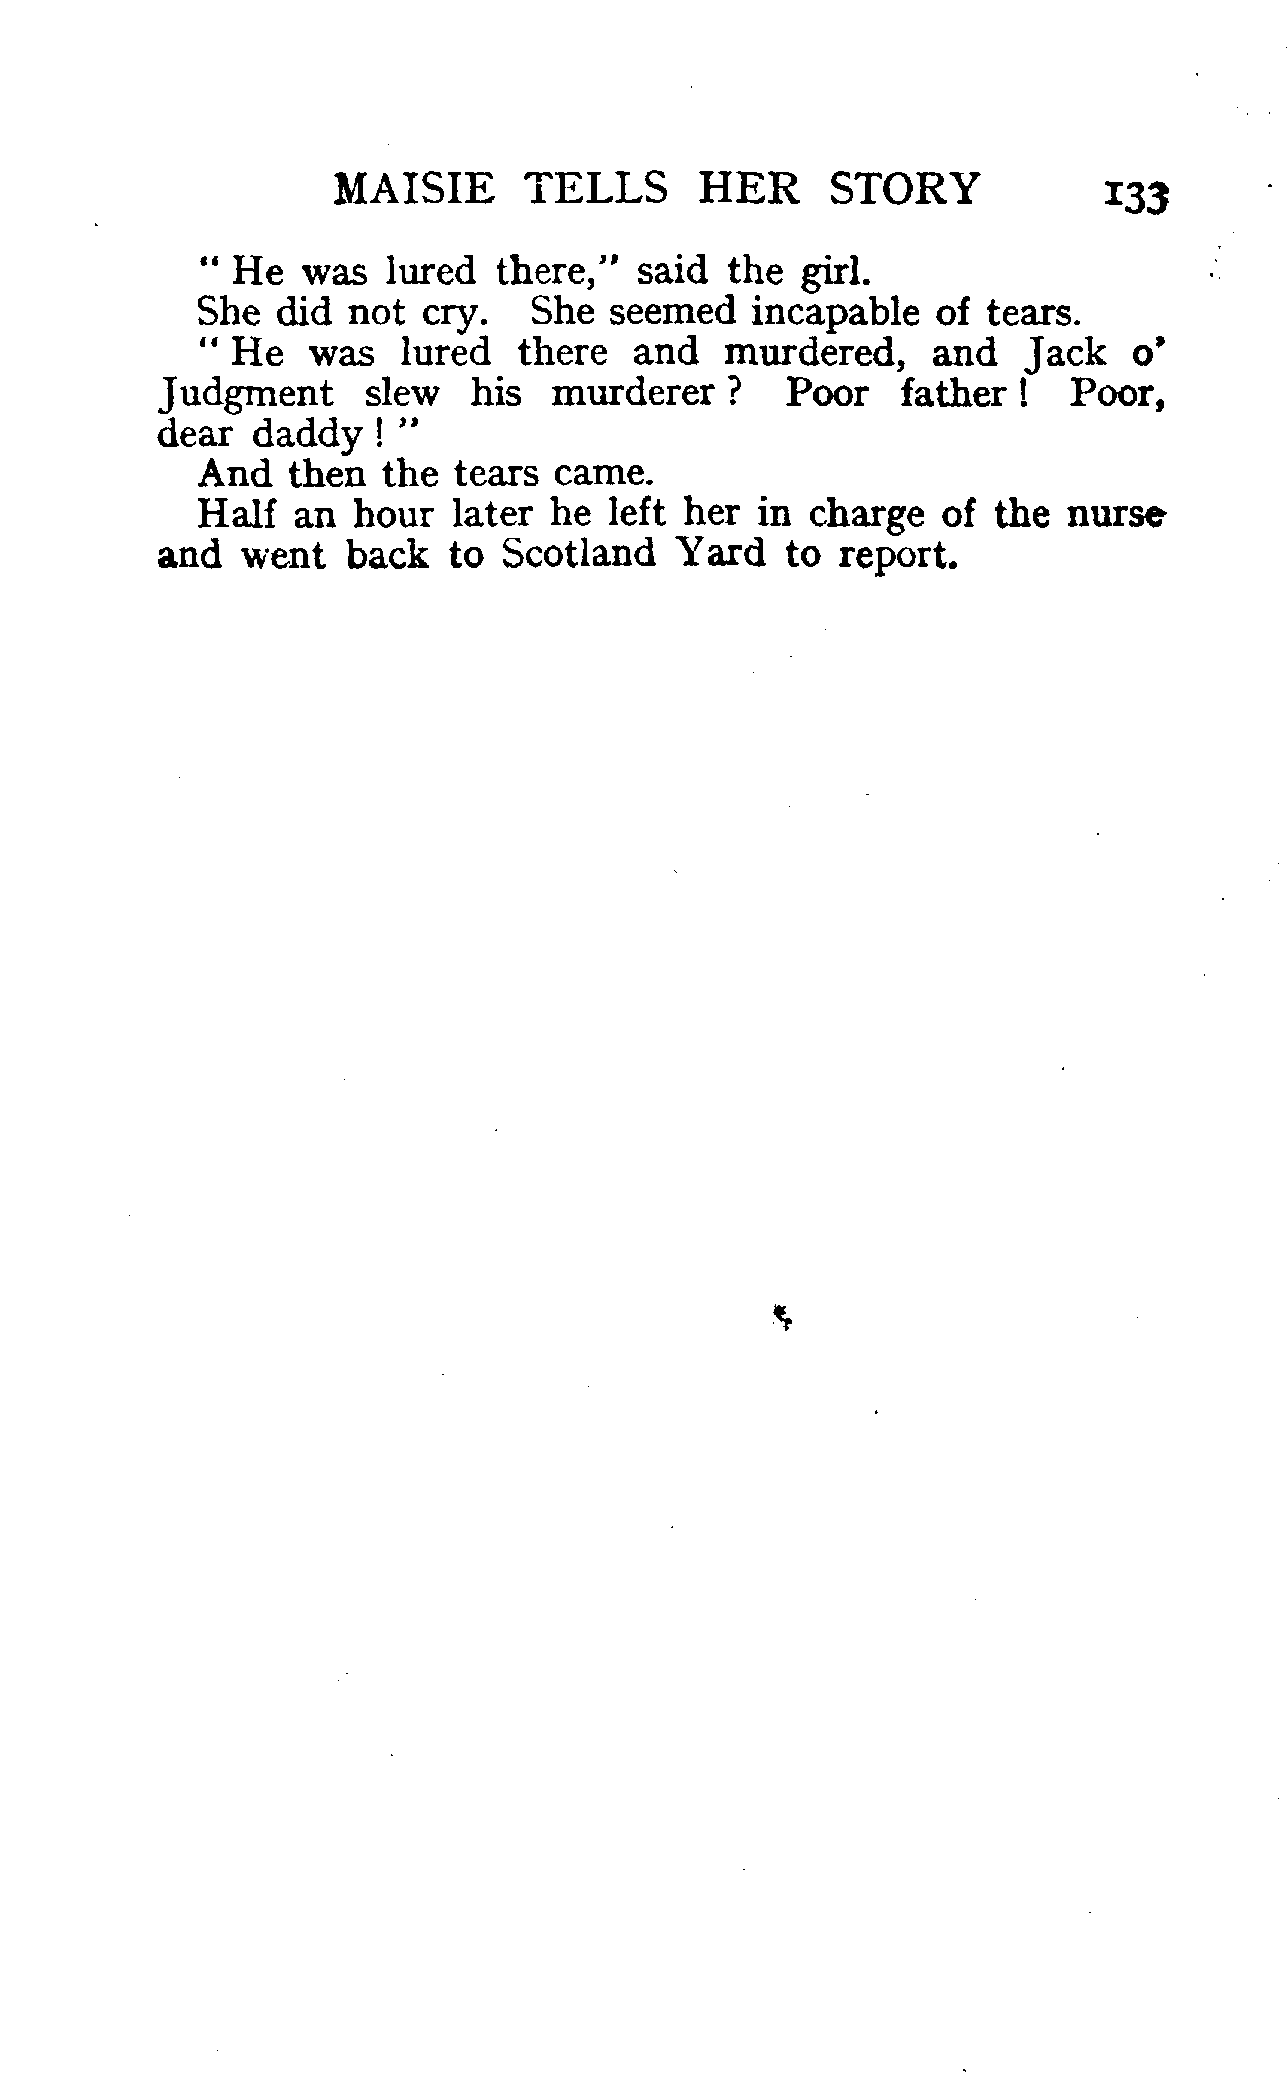 MAISIE TELLS HER STORY 133
" He was lured there," said the girl.
She did not cry. She seemed incapable of tears.
" He was lured there and murdered, and Jack o'
Judgment slew his murderer ? Poor father ! Poor,
dear daddy ! "
And then the tears came.
Half an hour later he left her in charge of the nurse
and went back to Scotland Yard to report.